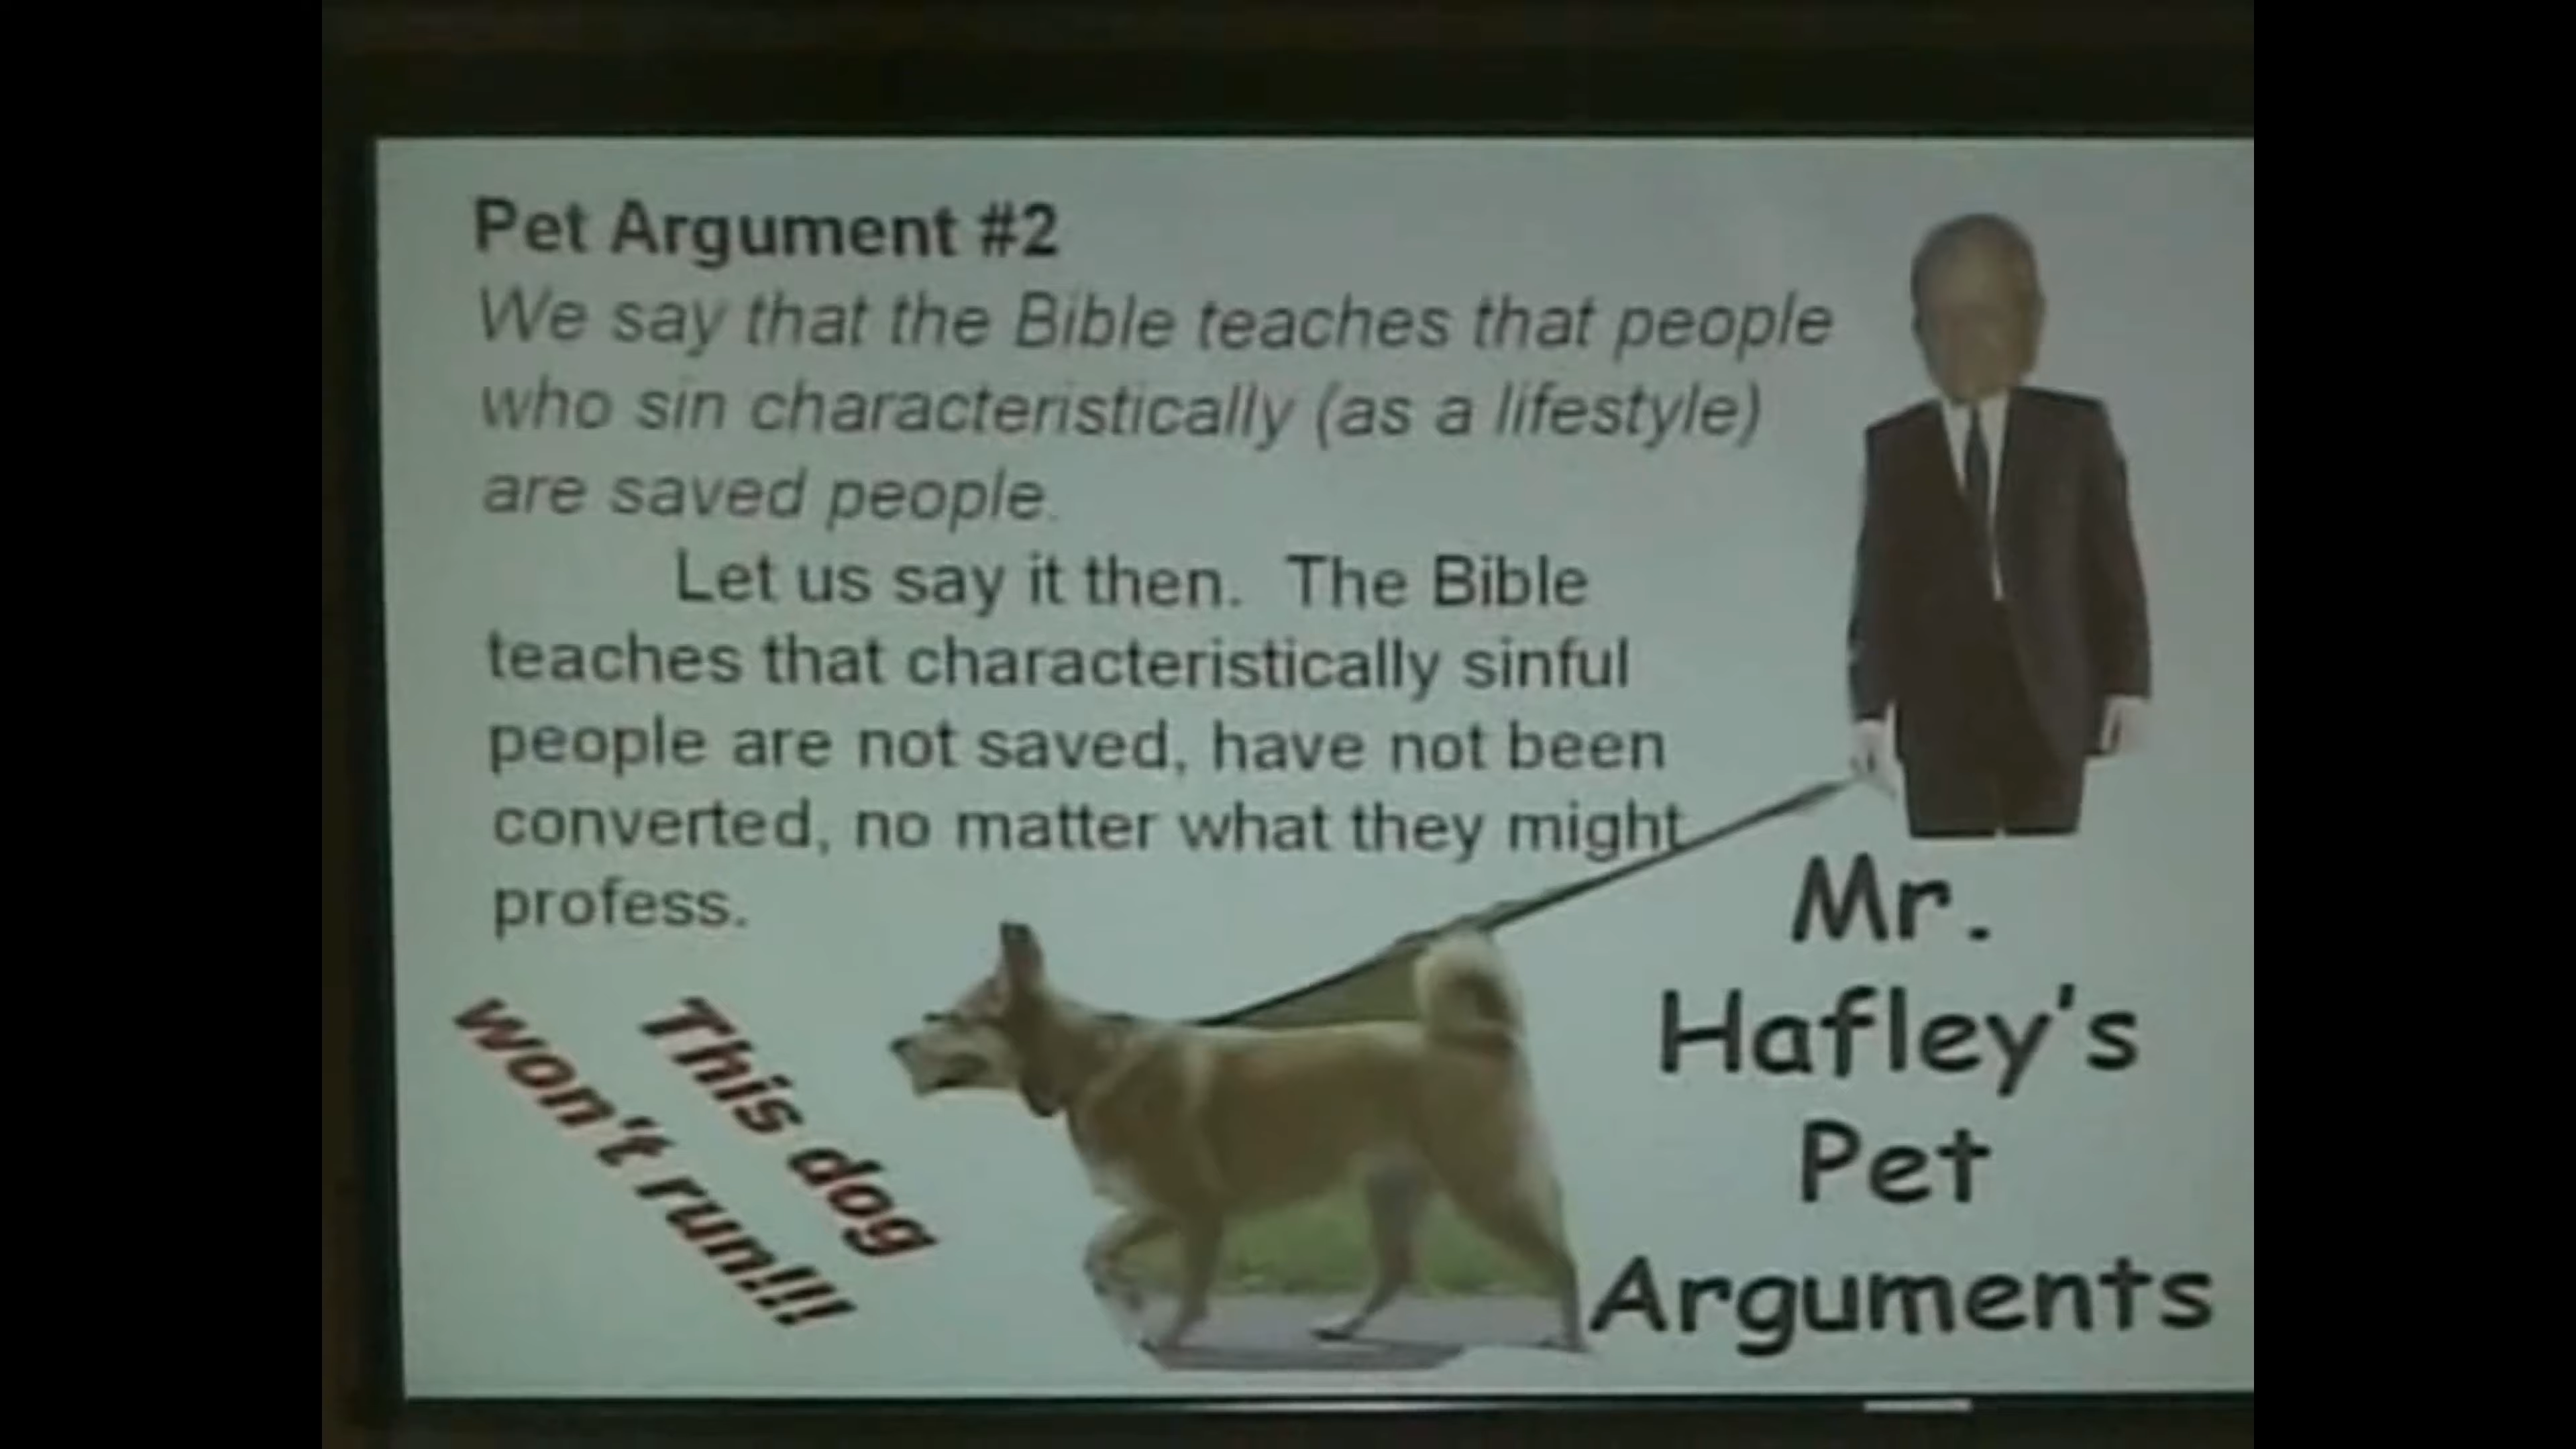 Pet Argument #2
We say that the Bible teaches that people
who sin characteristically (as a lifestyle)
are saved people.
Let us say it then. The Bible
teaches that characteristically sinful
people are not saved, have not been
converted, no matter what they might
profess.
This dog
won't run!!!
Mr.
Hafley's
Pet
Arguments